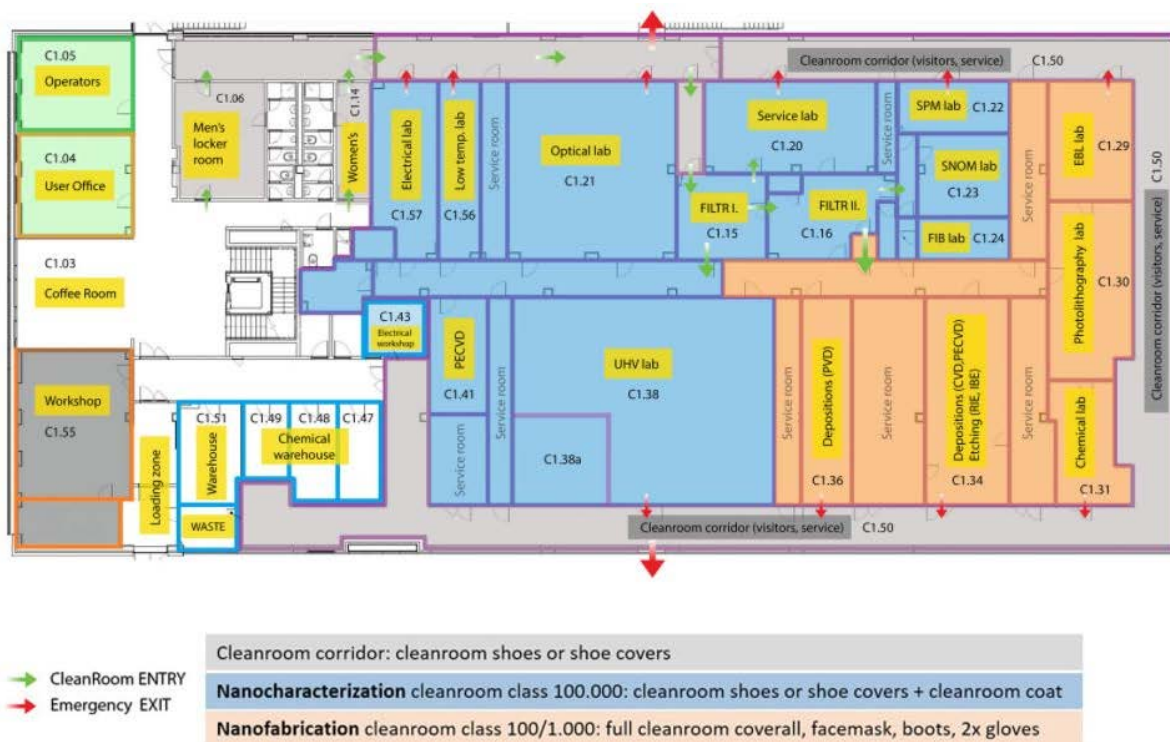 C1.05
Operators
C1.04
User Office
C1.03
Coffee Room
Workshop
C1.55
Loading zone
C1.51
Warehouse
WASTE
C1.49
C1.48
C1.47
Chemical
warehouse
C1.06
Men's
locker
room
C1.14
Women's
Electrical lab
C1.57
Low temp. lab
C1.56
Service room
Optical lab
C1.21
FILTR I.
C1.15
Service lab
C1.20
FILTR II.
C1.16
Service room
SPM lab
C1.22
SNOM lab
C1.23
FIB lab
C1.24
Service room
EBL lab
C1.29
Photolithography lab
C1.30
Chemical lab
C1.31
Cleanroom corridor (visitors, service)
C1.50
C1.50
Cleanroom corridor (visitors, service)
C1.43
Electrical
workshop
PECVD
C1.41
Service room
Service room
UHV lab
C1.38
C1.38a
Service room
Depositions (PVD)
C1.36
Service room
Depositions (CVD,PECVD)
Etching (RIE, IBE)
C1.34
Service room
Cleanroom corridor (visitors, service)
C1.50
CleanRoom ENTRY
Emergency EXIT
Cleanroom corridor: cleanroom shoes or shoe covers
Nanocharacterization cleanroom class 100.000: cleanroom shoes or shoe covers + cleanroom coat
Nanofabrication cleanroom class 100/1.000: full cleanroom coverall, facemask, boots, 2x gloves